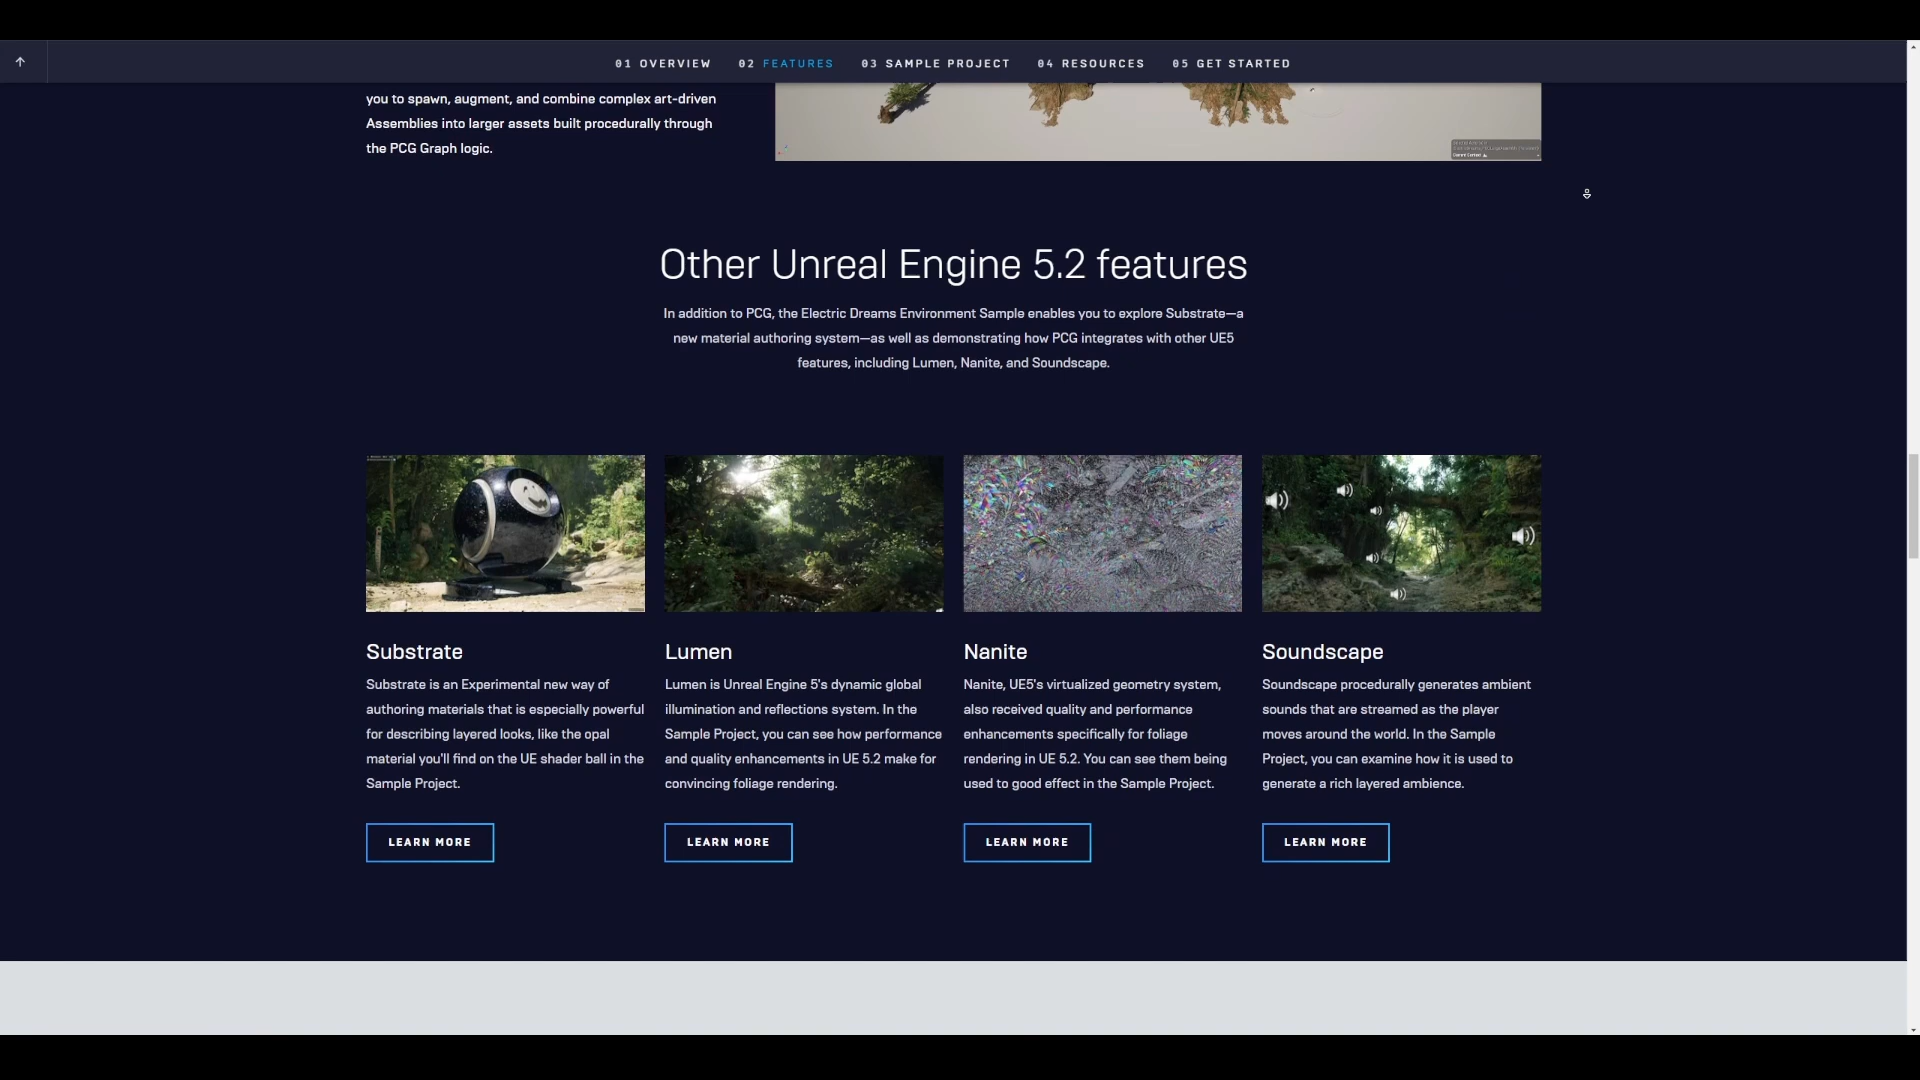 01 OVERVIEW 02 FEATURES 03 SAMPLE PROJECT 04 RESOURCES 05 GET STARTED
you to spawn, augment, and combine complex art-driven
Assemblies into larger assets built procedurally through
the PCG Graph logic.
Other Unreal Engine 5.2 features
In addition to PCG, the Electric Dreams Environment Sample enables you to explore Substrate—a
new material authoring system—as well as demonstrating how PCG integrates with other UE5
features, including Lumen, Nanite, and Soundscape.
Substrate
Substrate is an Experimental new way of
authoring materials that is especially powerful
for describing layered looks, like the opal
material you'll find on the UE shader ball in the
Sample Project.
LEARN MORE
Lumen
Lumen is Unreal Engine 5's dynamic global
illumination and reflections system. In the
Sample Project, you can see how performance
and quality enhancements in UE 5.2 make for
convincing foliage rendering.
LEARN MORE
Nanite
Nanite, UE5's virtualized geometry system,
also received quality and performance
enhancements specifically for foliage
rendering in UE 5.2. You can see them being
used to good effect in the Sample Project.
LEARN MORE
Soundscape
Soundscape procedurally generates ambient
sounds that are streamed as the player
moves around the world. In the Sample
Project, you can examine how it is used to
generate a rich layered ambience.
LEARN MORE